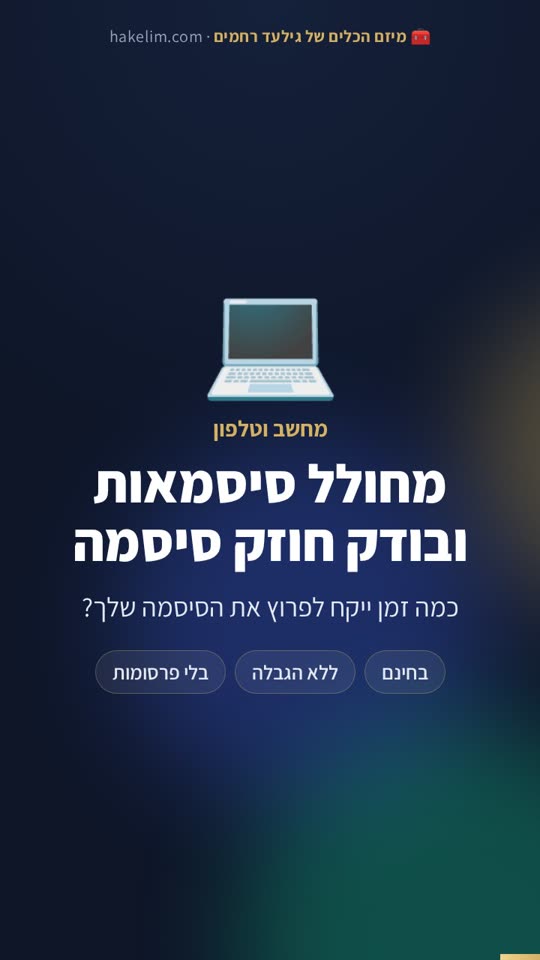 🧰 מיזם הכלים של גילעד רחמים · hakelim.com
מחשב וטלפון
מחולל סיסמאות
ובודק חוזק סיסמה
כמה זמן ייקח לפרוץ את הסיסמה שלך?
בחינם
ללא הגבלה
בלי פרסומות